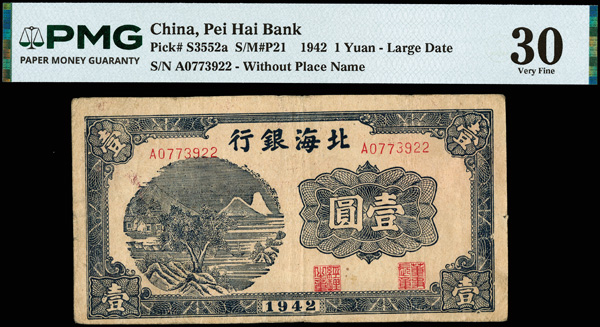 PMG
PAPER MONEY GUARANTY
China, Pei Hai Bank
Pick# S3552a S/M#P21 1942 1 Yuan - Large Date
S/N A0773922 - Without Place Name
30
Very Fine
壹
壹
行銀海北
A0773922
A0773922
圓壹
壹
壹
1942